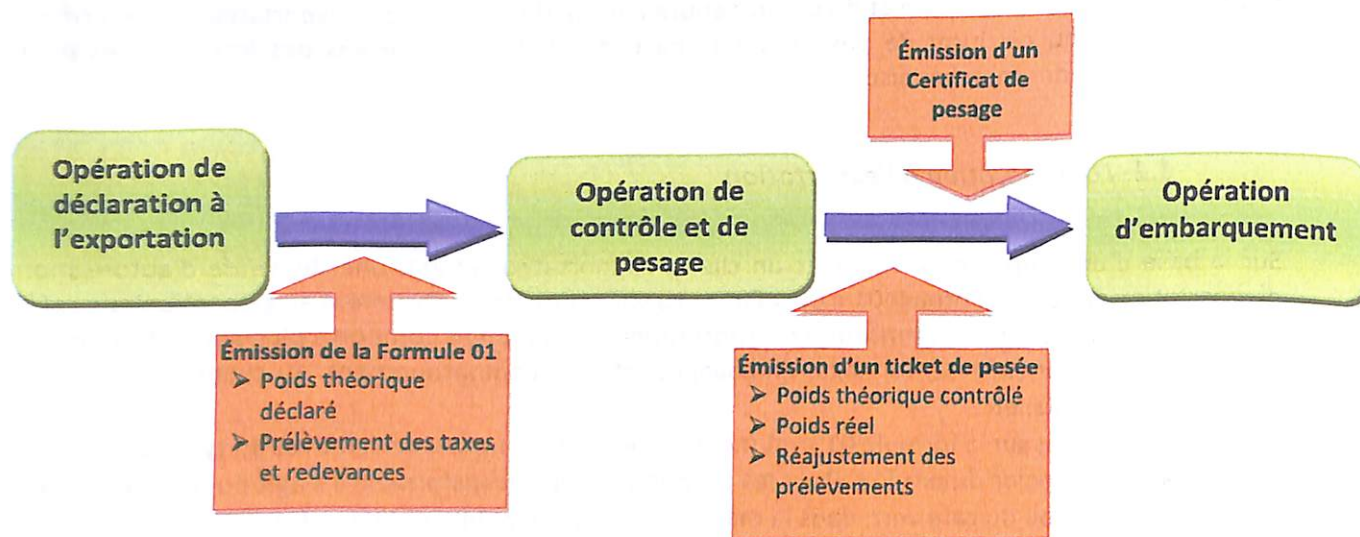 Émission d'un
Certificat de
pesage
Opération de
déclaration à
l'exportation
Opération de
contrôle et de
pesage
Opération
d'embarquement
Émission de la Formule 01
➤ Poids théorique
déclaré
➤ Prélèvement des taxes
et redevances
Émission d'un ticket de pesée
➤ Poids théorique contrôlé
➤ Poids réel
➤ Réajustement des
prélèvements